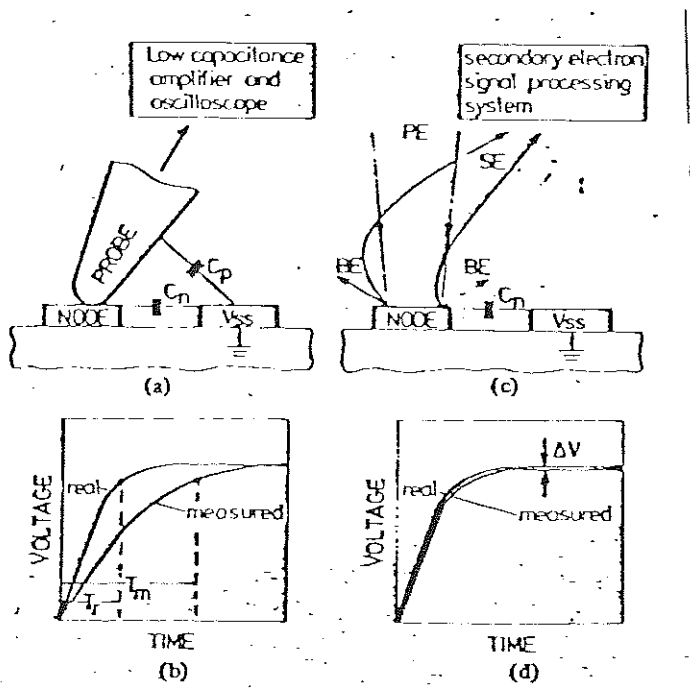 Low capacitance
amplifier and
oscilloscope
PROBE
Cp
Cn
NODE
Vss
(a)
secondary electron
signal processing
system
PE
SE
BE
BE
Cn
NODE
Vss
(c)
VOLTAGE
real
measured
Tr
Tm
TIME
(b)
VOLTAGE
ΔV
real
measured
TIME
(d)